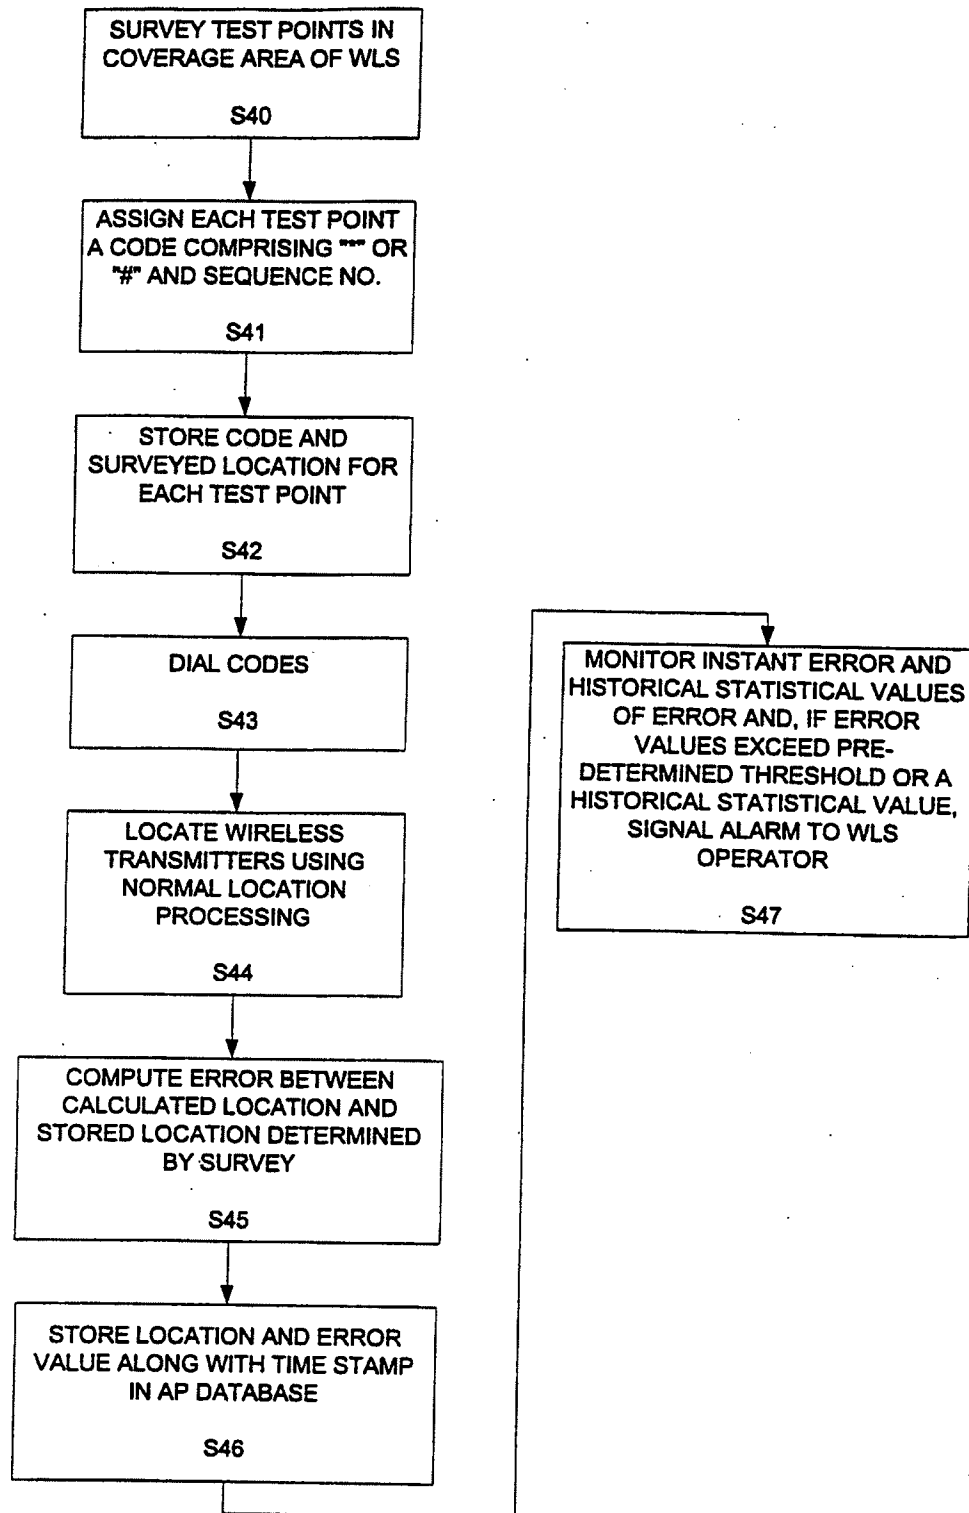 SURVEY TEST POINTS IN
COVERAGE AREA OF WLS
S40
ASSIGN EACH TEST POINT
A CODE COMPRISING "*" OR
"#" AND SEQUENCE NO.
S41
STORE CODE AND
SURVEYED LOCATION FOR
EACH TEST POINT
S42
DIAL CODES
S43
LOCATE WIRELESS
TRANSMITTERS USING
NORMAL LOCATION
PROCESSING
S44
COMPUTE ERROR BETWEEN
CALCULATED LOCATION AND
STORED LOCATION DETERMINED
BY SURVEY
S45
STORE LOCATION AND ERROR
VALUE ALONG WITH TIME STAMP
IN AP DATABASE
S46
MONITOR INSTANT ERROR AND
HISTORICAL STATISTICAL VALUES
OF ERROR AND, IF ERROR
VALUES EXCEED PRE-
DETERMINED THRESHOLD OR A
HISTORICAL STATISTICAL VALUE,
SIGNAL ALARM TO WLS
OPERATOR
S47